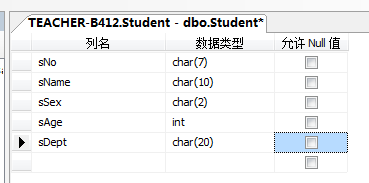 TEACHER-B412.Student - dbo.Student*
列名 数据类型 允许 Null 值
sNo char(7)
sName char(10)
sSex char(2)
sAge int
sDept char(20)